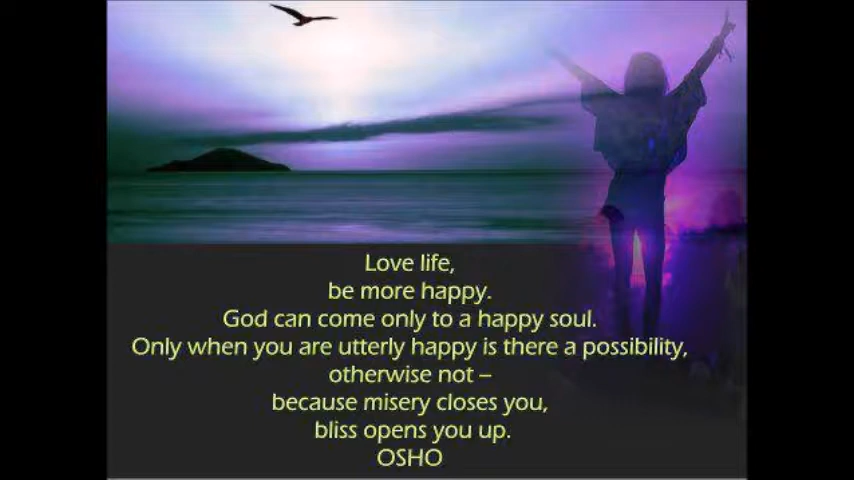 Love life,
be more happy.
God can come only to a happy soul.
Only when you are utterly happy is there a possibility,
otherwise not –
because misery closes you,
bliss opens you up.
OSHO